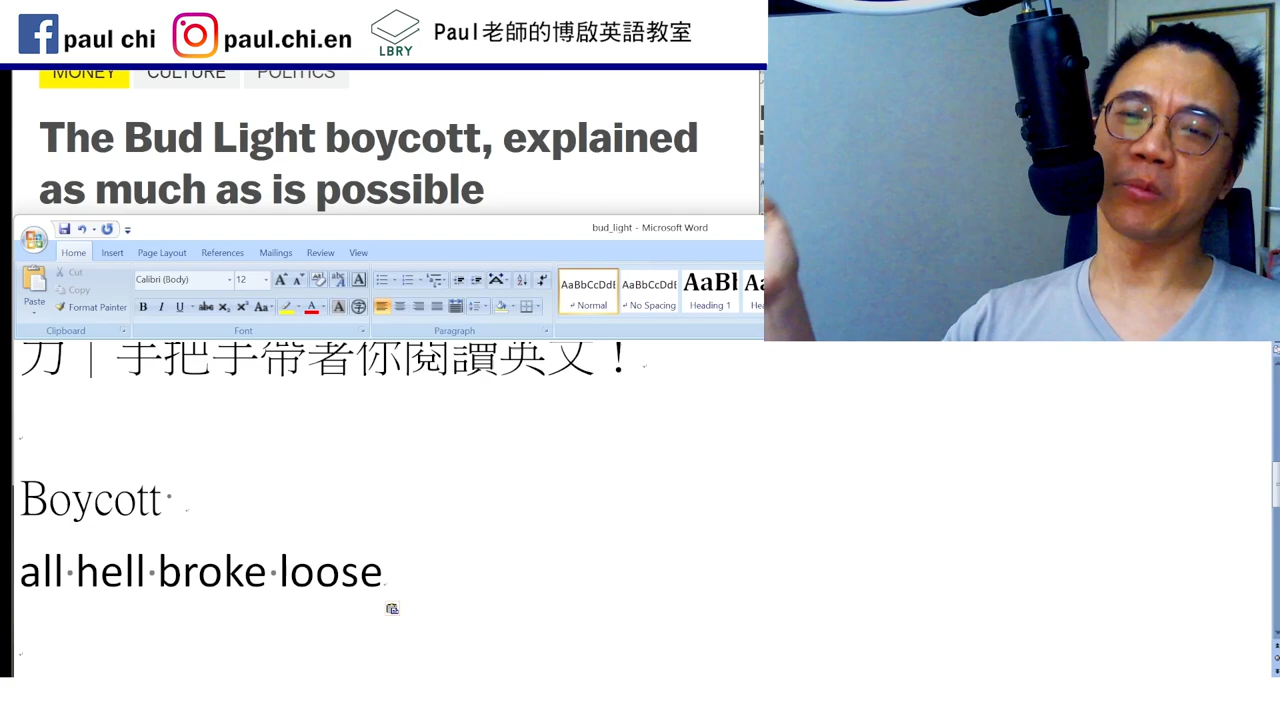 paul chi
paul.chi.en
LBRY
Paul老師的博啟英語教室
MONEY
CULTURE
POLITICS
The Bud Light boycott, explained
as much as is possible
bud_light - Microsoft Word
Home
Insert
Page Layout
References
Mailings
Review
View
Paste
Cut
Copy
Format Painter
Clipboard
Calibri (Body)
12
Font
Paragraph
AaBbCcDdE
Normal
AaBbCcDdE
No Spacing
AaBl
Heading 1
Aa
力｜手把手帶著你閱讀英文！
Boycott
all hell broke loose